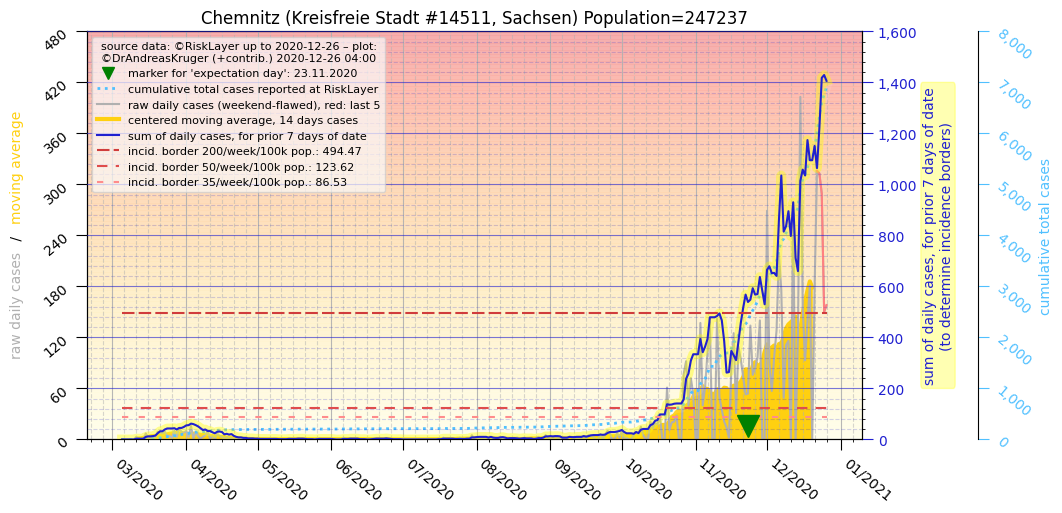 Chemnitz (Kreisfreie Stadt #14511, Sachsen) Population=247237
source data: ©RiskLayer up to 2020-12-26 – plot:
©DrAndreasKruger (+contrib.) 2020-12-26 04:00
marker for 'expectation day': 23.11.2020
cumulative total cases reported at RiskLayer
raw daily cases (weekend-flawed), red: last 5
centered moving average, 14 days cases
sum of daily cases, for prior 7 days of date
incid. border 200/week/100k pop.: 494.47
incid. border 50/week/100k pop.: 123.62
incid. border 35/week/100k pop.: 86.53
raw daily cases / moving average
480
420
360
300
240
180
120
60
0
1,600
1,400
1,200
1,000
800
600
400
200
0
sum of daily cases, for prior 7 days of date
(to determine incidence borders)
8,000
7,000
6,000
5,000
4,000
3,000
2,000
1,000
0
cumulative total cases
03/2020
04/2020
05/2020
06/2020
07/2020
08/2020
09/2020
10/2020
11/2020
12/2020
01/2021